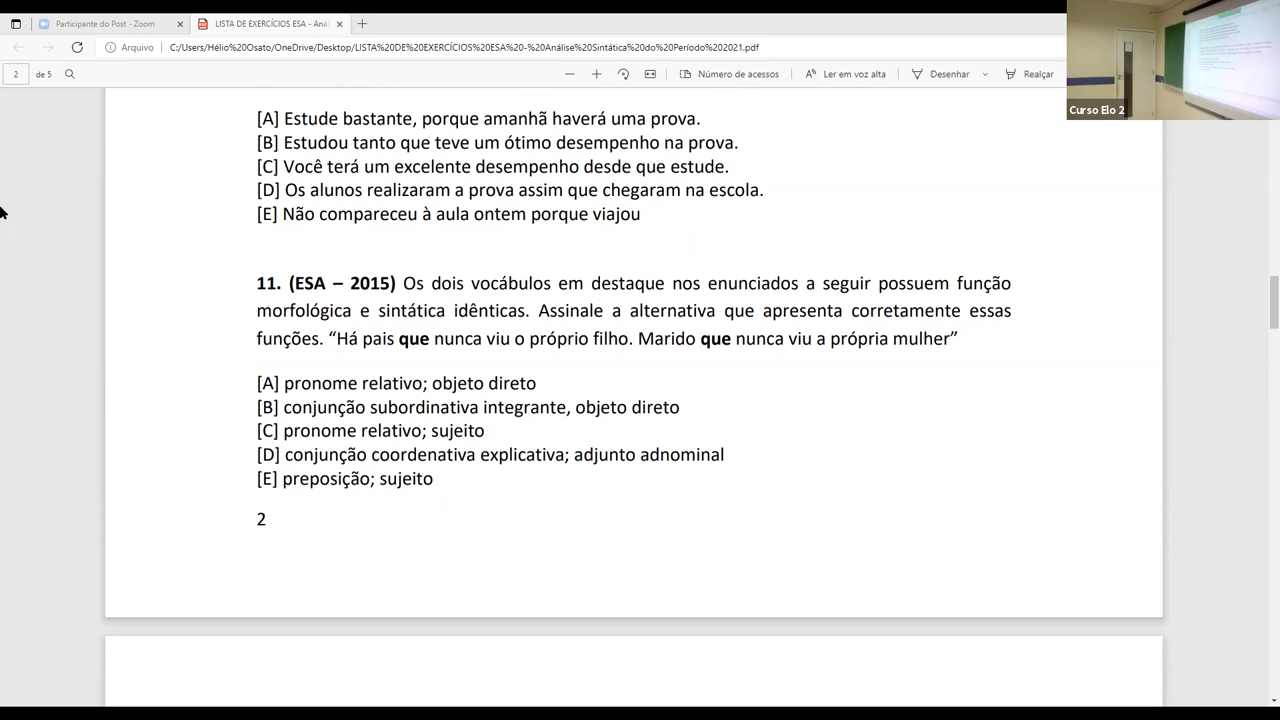 Participante do Post - Zoom
LISTA DE EXERCÍCIOS ESA - Aná
Arquivo
C:/Users/Hélio%20Osato/OneDrive/Desktop/LISTA%20DE%20EXERCÍCIOS%20ESA%20-%20Análise%20Sintática%20do%20Período%202021.pdf
2 de 5
Número de acessos
Ler em voz alta
Desenhar
Realçar
Curso Elo 2
[A] Estude bastante, porque amanhã haverá uma prova.
[B] Estudou tanto que teve um ótimo desempenho na prova.
[C] Você terá um excelente desempenho desde que estude.
[D] Os alunos realizaram a prova assim que chegaram na escola.
[E] Não compareceu à aula ontem porque viajou
11. (ESA – 2015) Os dois vocábulos em destaque nos enunciados a seguir possuem função
morfológica e sintática idênticas. Assinale a alternativa que apresenta corretamente essas
funções. “Há pais que nunca viu o próprio filho. Marido que nunca viu a própria mulher”
[A] pronome relativo; objeto direto
[B] conjunção subordinativa integrante, objeto direto
[C] pronome relativo; sujeito
[D] conjunção coordenativa explicativa; adjunto adnominal
[E] preposição; sujeito
2